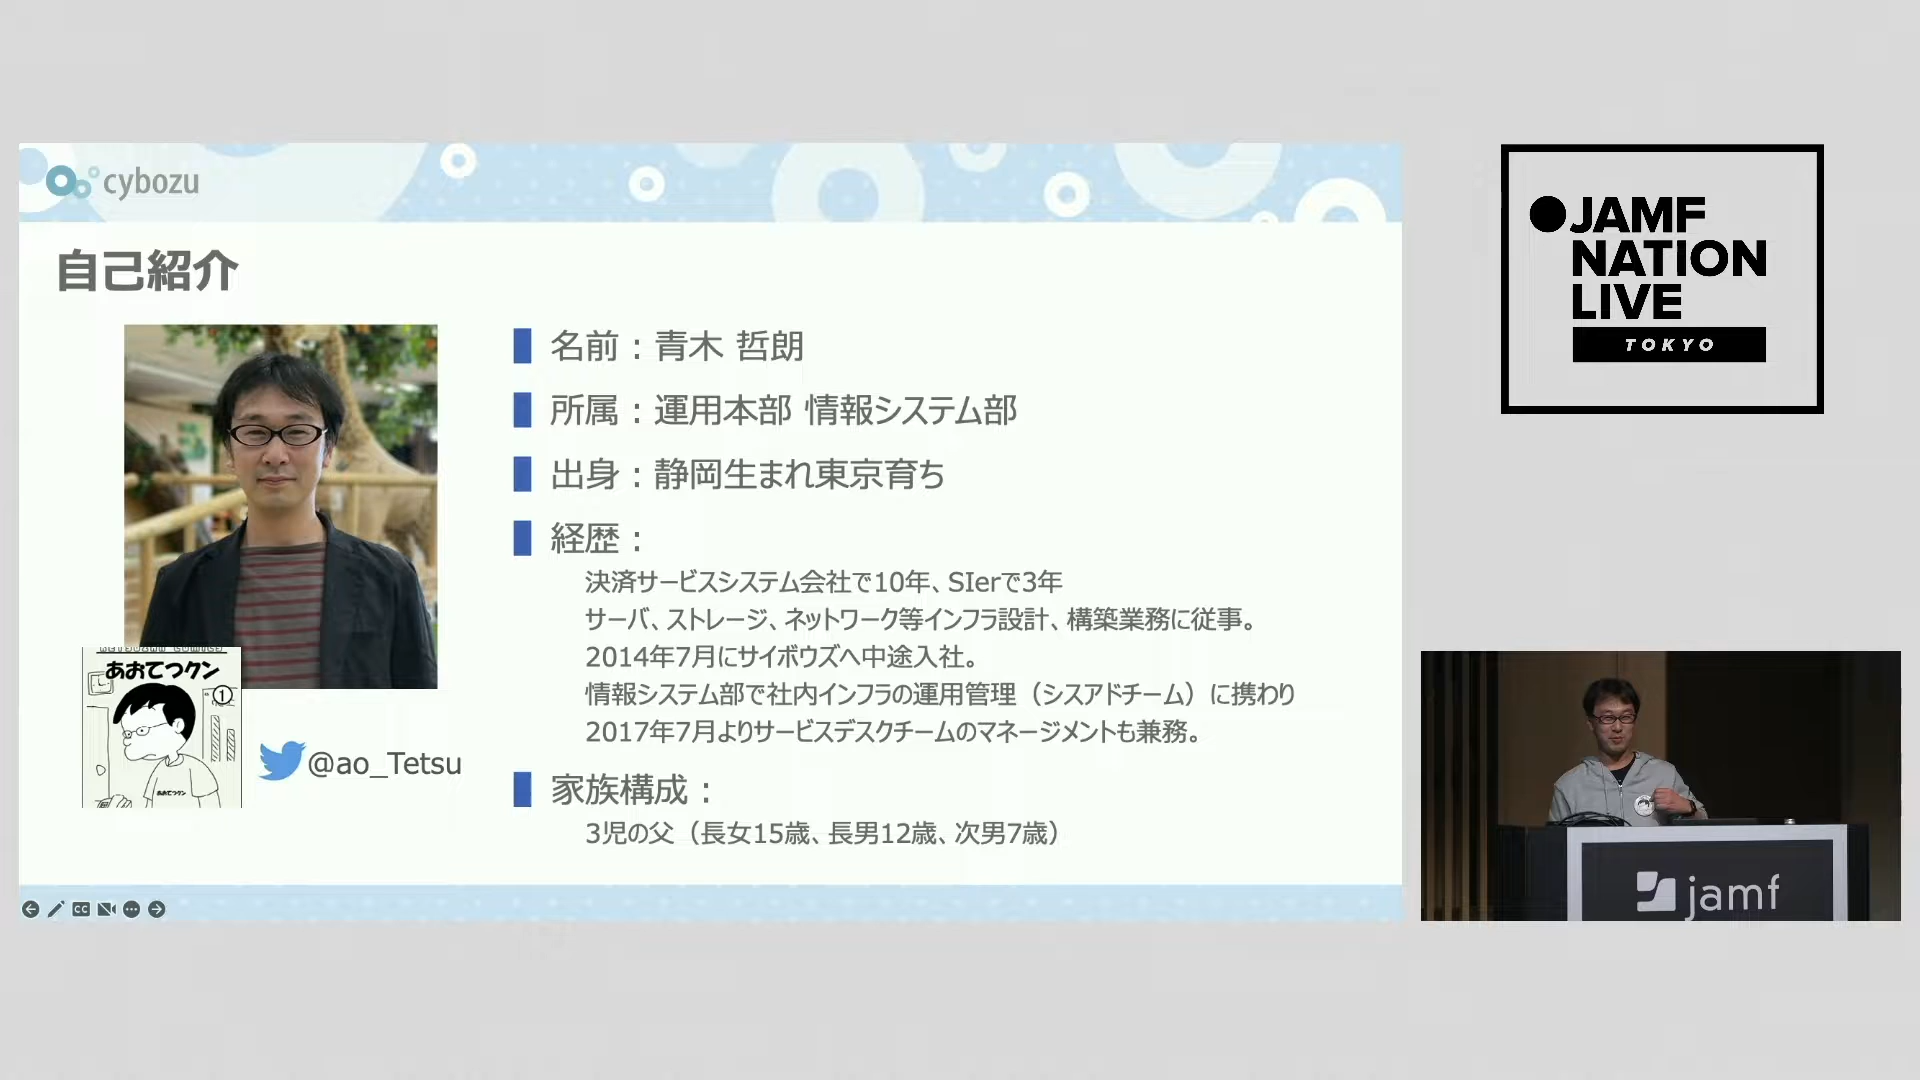 cybozu
自己紹介
名前：青木 哲朗
所属：運用本部 情報システム部
出身：静岡生まれ東京育ち
経歴：
決済サービスシステム会社で10年、SIerで3年
サーバ、ストレージ、ネットワーク等インフラ設計、構築業務に従事。
2014年7月にサイボウズへ中途入社。
情報システム部で社内インフラの運用管理（シスアドチーム）に携わり
2017年7月よりサービスデスクチームのマネージメントも兼務。
家族構成：
3児の父（長女15歳、長男12歳、次男7歳）
あおてつクン
①
あおてつクン
@ao_Tetsu
CC
JAMF
NATION
LIVE
TOKYO
jamf